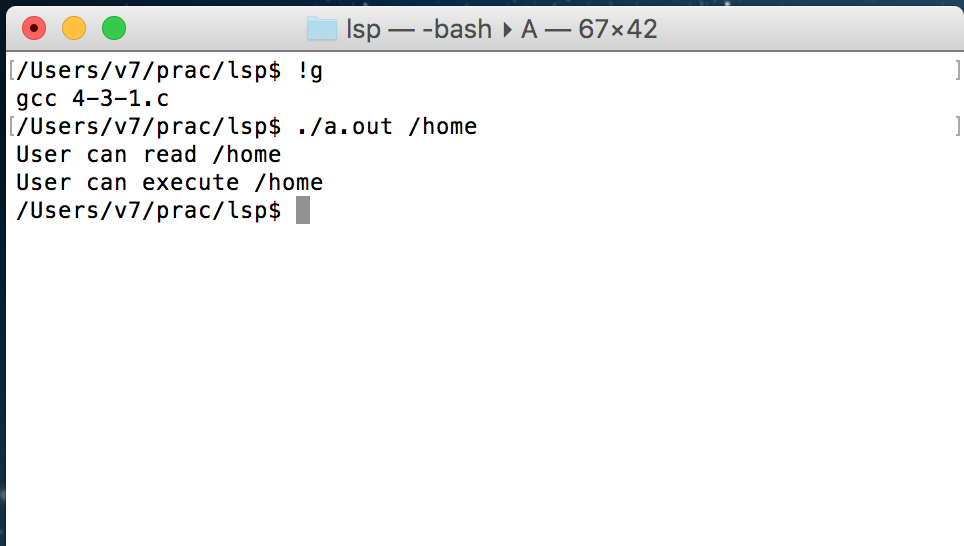 lsp — -bash ▸ A — 67×42
[/Users/v7/prac/lsp$ !g ]
gcc 4-3-1.c
[/Users/v7/prac/lsp$ ./a.out /home ]
User can read /home
User can execute /home
/Users/v7/prac/lsp$